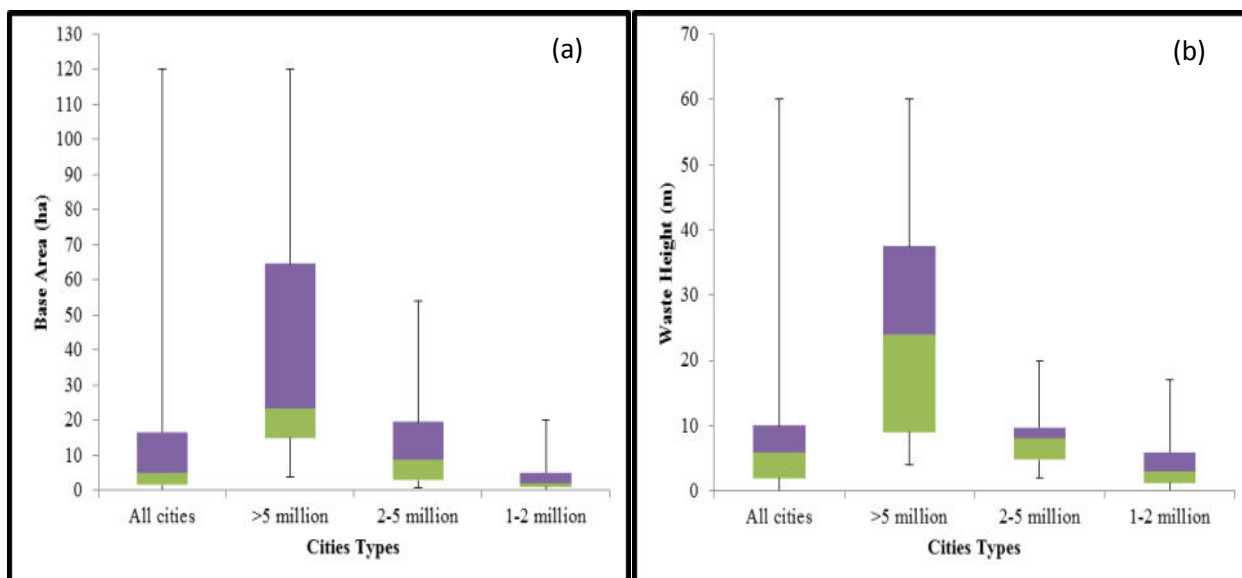 (a)
Base Area (ha)
130
120
110
100
90
80
70
60
50
40
30
20
10
0
All cities >5 million 2-5 million 1-2 million
Cities Types
(b)
Waste Height (m)
70
60
50
40
30
20
10
0
All cities >5 million 2-5 million 1-2 million
Cities Types